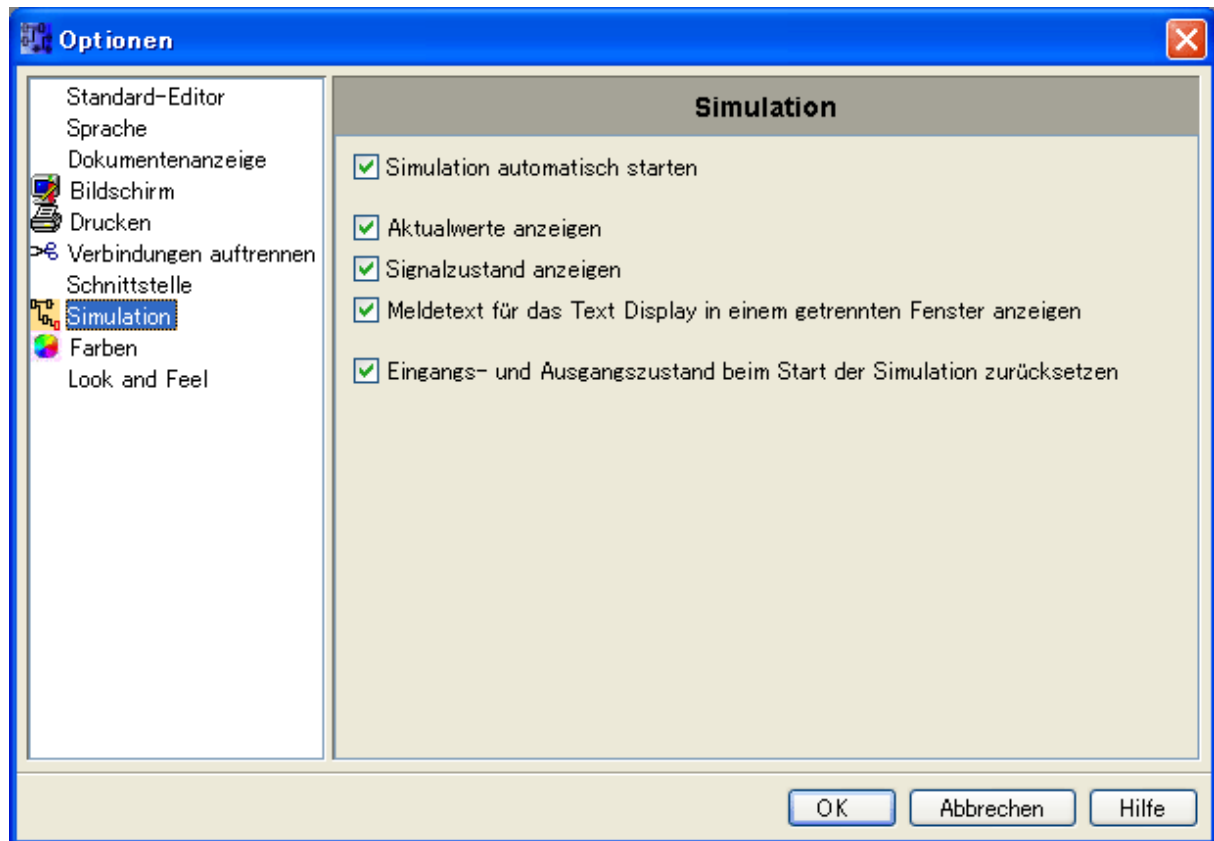 Optionen
Standard-Editor
Sprache
Dokumentenanzeige
Bildschirm
Drucken
Verbindungen auftrennen
Schnittstelle
Simulation
Farben
Look and Feel
Simulation
Simulation automatisch starten
Aktualwerte anzeigen
Signalzustand anzeigen
Meldetext für das Text Display in einem getrennten Fenster anzeigen
Eingangs- und Ausgangszustand beim Start der Simulation zurücksetzen
OK
Abbrechen
Hilfe